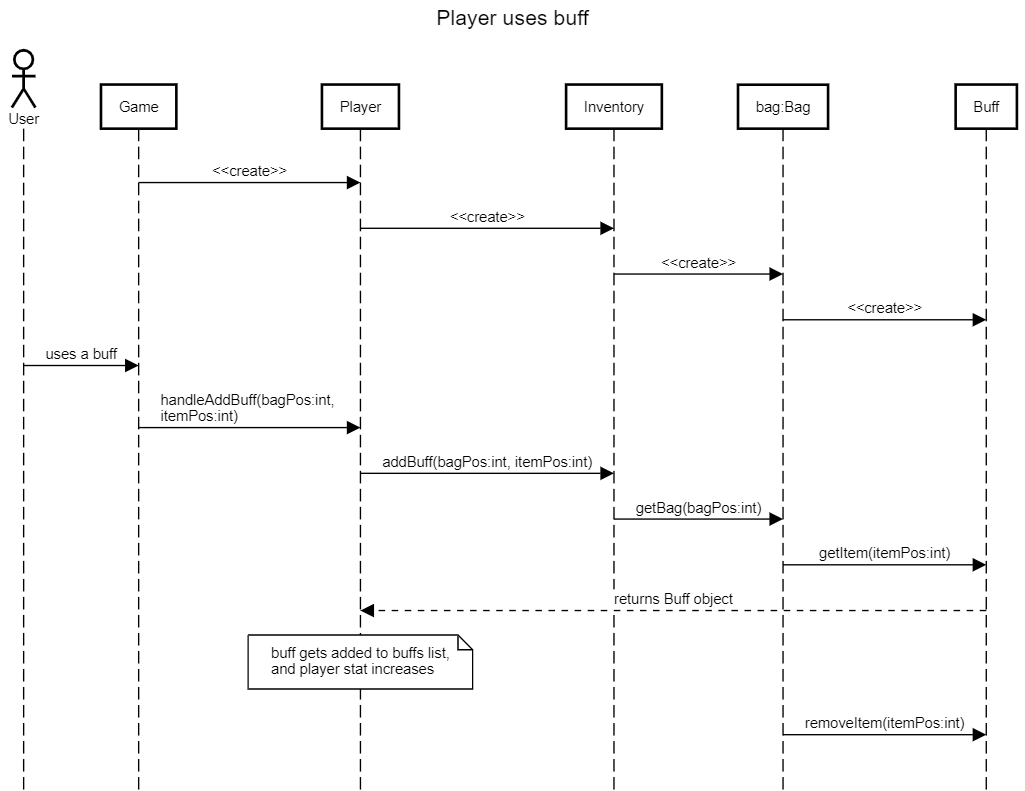 Player uses buff
User
Game
Player
Inventory
bag:Bag
Buff
<<create>>
<<create>>
<<create>>
<<create>>
uses a buff
handleAddBuff(bagPos:int,
itemPos:int)
addBuff(bagPos:int, itemPos:int)
getBag(bagPos:int)
getItem(itemPos:int)
returns Buff object
buff gets added to buffs list,
and player stat increases
removeItem(itemPos:int)